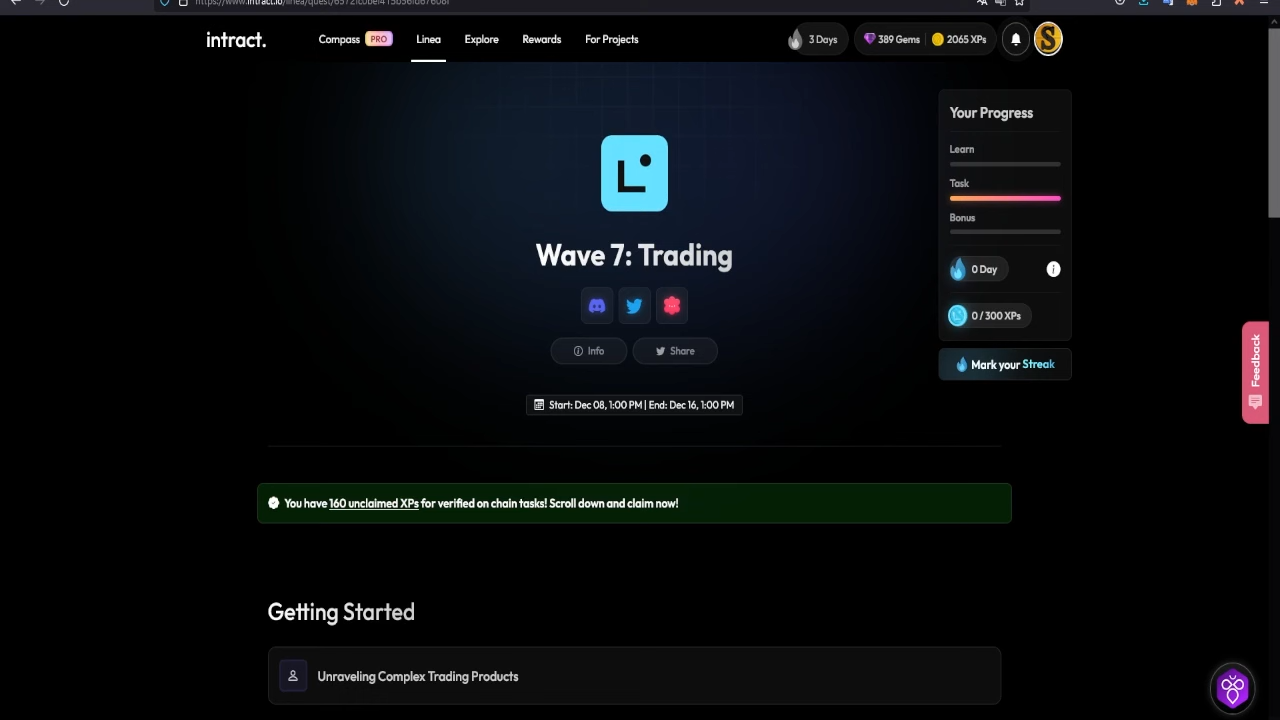 intract.
Compass PRO
Linea
Explore
Rewards
For Projects
3 Days
389 Gems
2065 XPs
S
Your Progress
Learn
Task
Bonus
0 Day
0 / 300 XPs
Mark your Streak
Wave 7: Trading
Info
Share
Start: Dec 08, 1:00 PM | End: Dec 16, 1:00 PM
Feedback
You have 160 unclaimed XPs for verified on chain tasks! Scroll down and claim now!
Getting Started
Unraveling Complex Trading Products